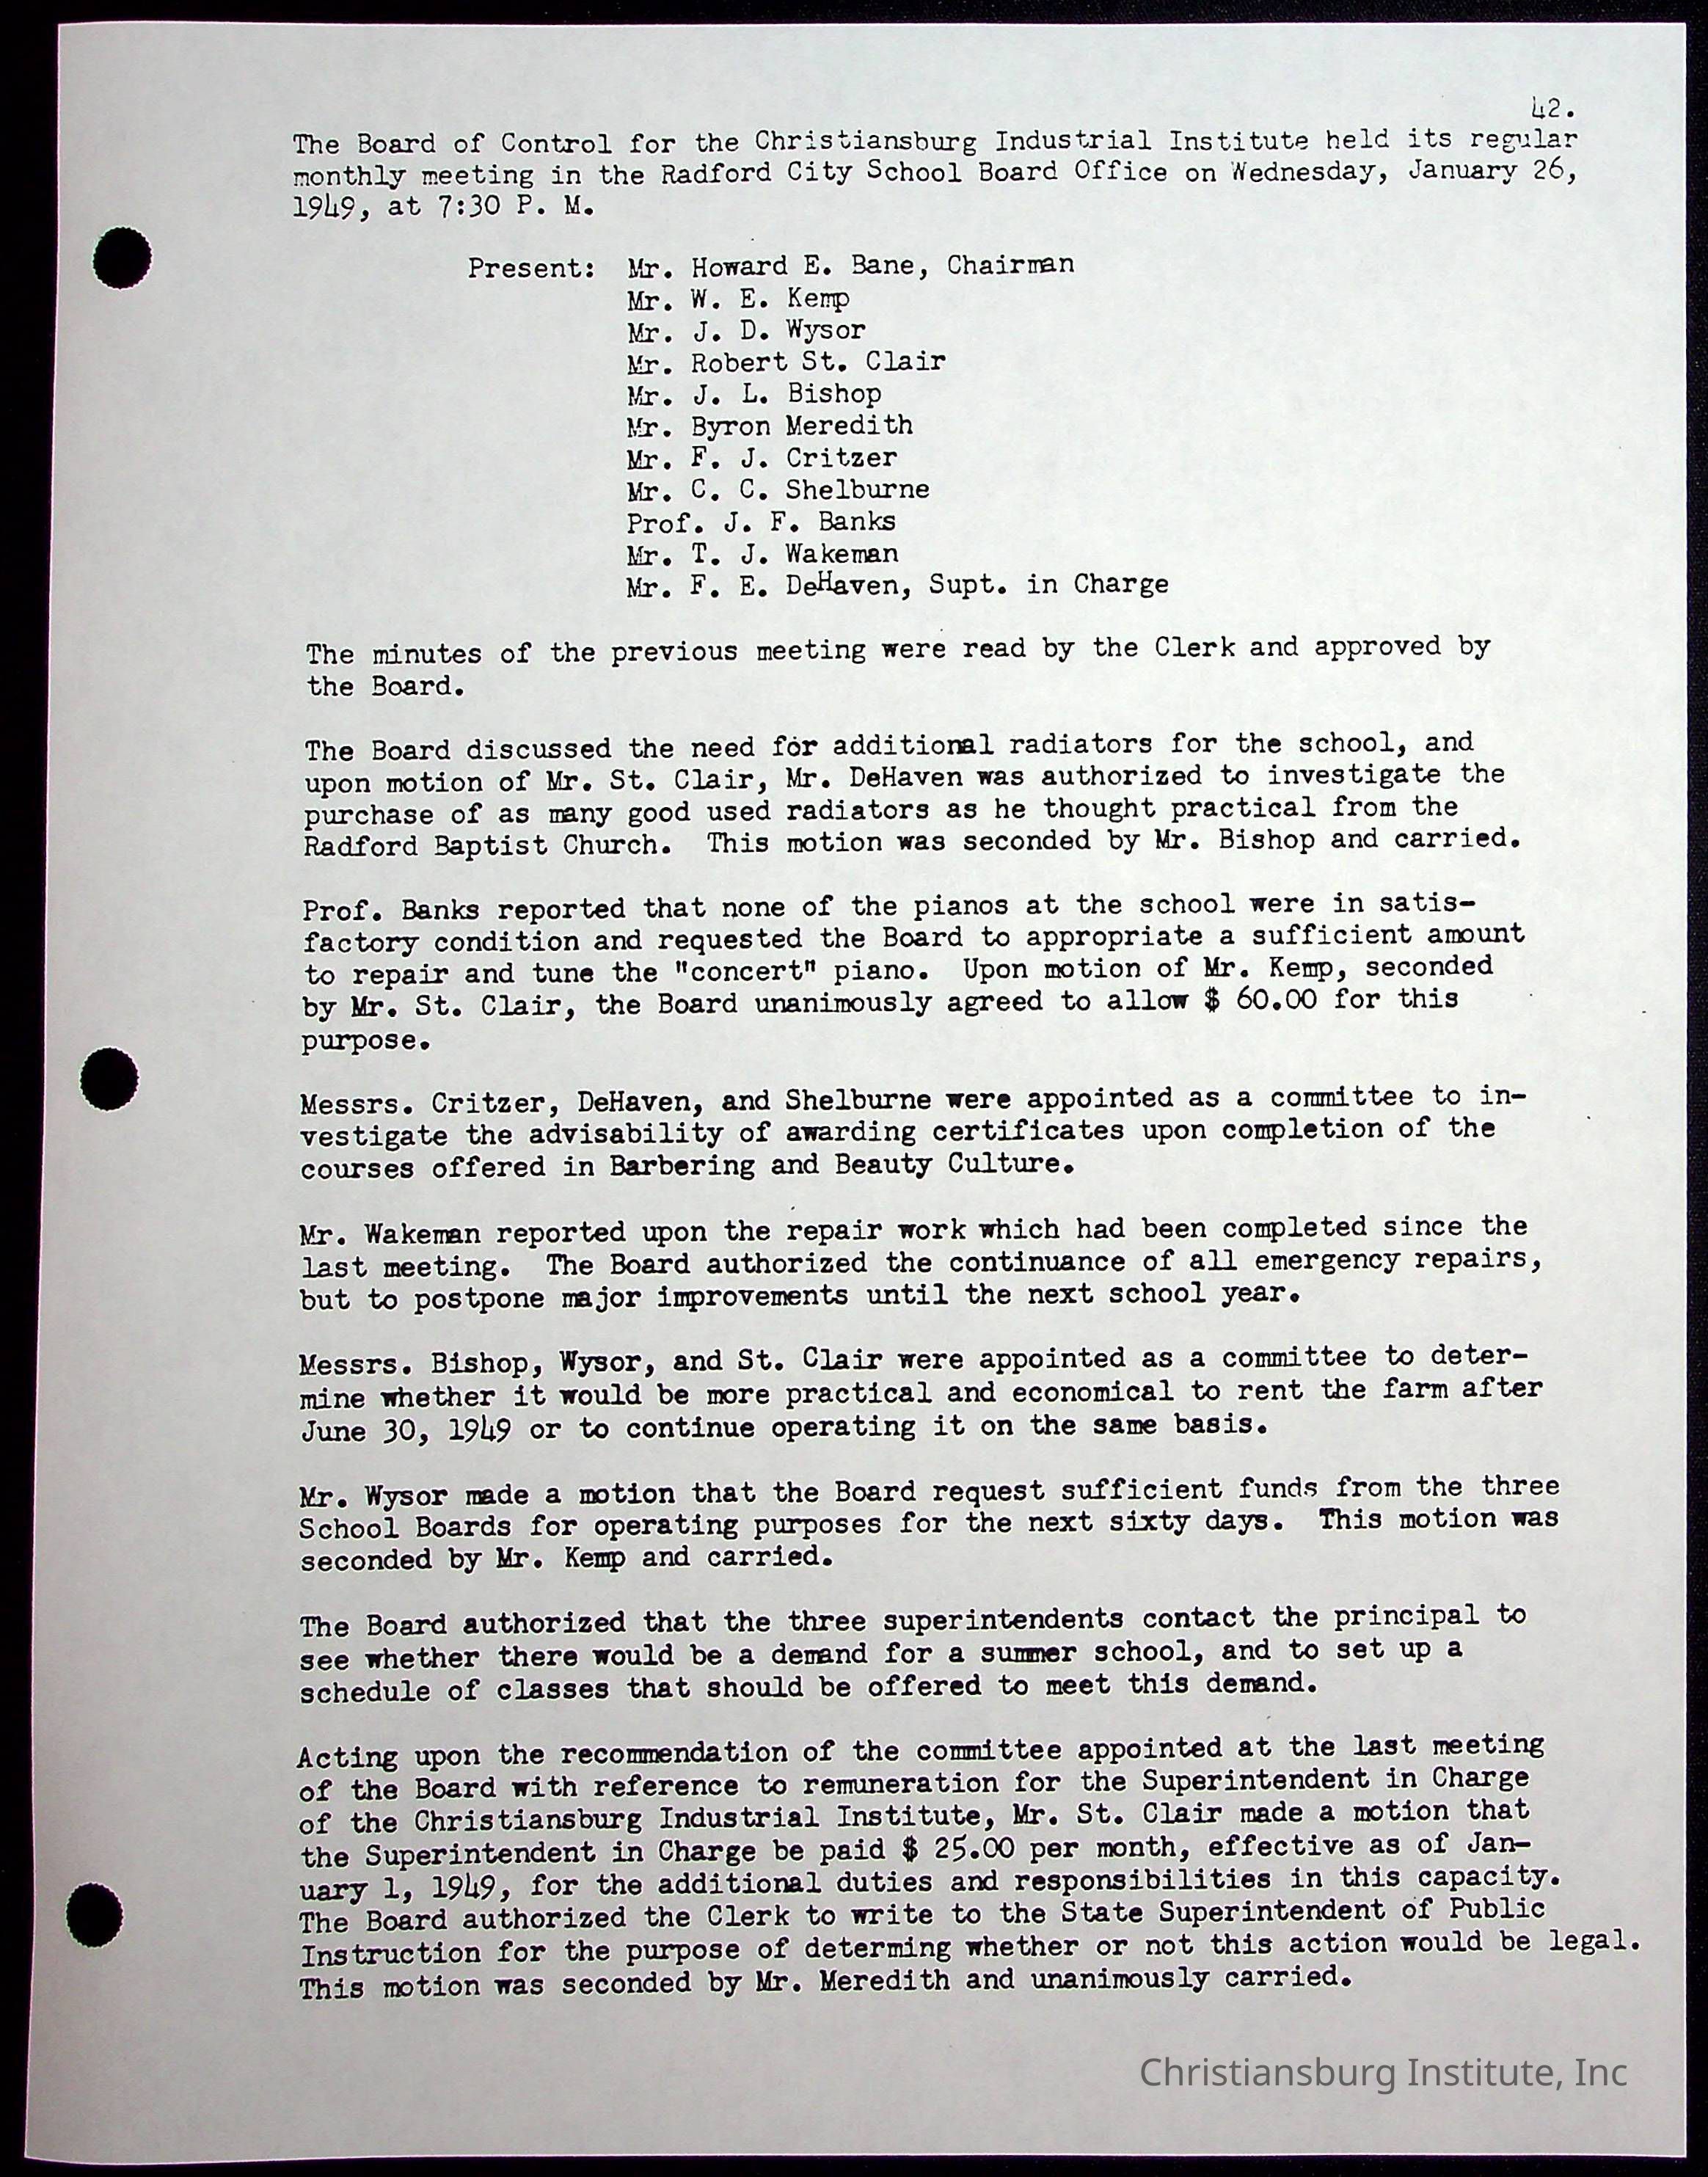 42.
The Board of Control for the Christiansburg Industrial Institute held its regular
monthly meeting in the Radford City School Board Office on Wednesday, January 26,
1949, at 7:30 P. M.
Present: Mr. Howard E. Bane, Chairman
Mr. W. E. Kemp
Mr. J. D. Wysor
Mr. Robert St. Clair
Mr. J. L. Bishop
Mr. Byron Meredith
Mr. F. J. Critzer
Mr. C. C. Shelburne
Prof. J. F. Banks
Mr. T. J. Wakeman
Mr. F. E. DeHaven, Supt. in Charge
The minutes of the previous meeting were read by the Clerk and approved by
the Board.
The Board discussed the need for additional radiators for the school, and
upon motion of Mr. St. Clair, Mr. DeHaven was authorized to investigate the
purchase of as many good used radiators as he thought practical from the
Radford Baptist Church. This motion was seconded by Mr. Bishop and carried.
Prof. Banks reported that none of the pianos at the school were in satis-
factory condition and requested the Board to appropriate a sufficient amount
to repair and tune the "concert" piano. Upon motion of Mr. Kemp, seconded
by Mr. St. Clair, the Board unanimously agreed to allow $ 60.00 for this
purpose.
Messrs. Critzer, DeHaven, and Shelburne were appointed as a committee to in-
vestigate the advisability of awarding certificates upon completion of the
courses offered in Barbering and Beauty Culture.
Mr. Wakeman reported upon the repair work which had been completed since the
last meeting. The Board authorized the continuance of all emergency repairs,
but to postpone major improvements until the next school year.
Messrs. Bishop, Wysor, and St. Clair were appointed as a committee to deter-
mine whether it would be more practical and economical to rent the farm after
June 30, 1949 or to continue operating it on the same basis.
Mr. Wysor made a motion that the Board request sufficient funds from the three
School Boards for operating purposes for the next sixty days. This motion was
seconded by Mr. Kemp and carried.
The Board authorized that the three superintendents contact the principal to
see whether there would be a demand for a summer school, and to set up a
schedule of classes that should be offered to meet this demand.
Acting upon the recommendation of the committee appointed at the last meeting
of the Board with reference to remuneration for the Superintendent in Charge
of the Christiansburg Industrial Institute, Mr. St. Clair made a motion that
the Superintendent in Charge be paid $ 25.00 per month, effective as of Jan-
uary 1, 1949, for the additional duties and responsibilities in this capacity.
The Board authorized the Clerk to write to the State Superintendent of Public
Instruction for the purpose of determing whether or not this action would be legal.
This motion was seconded by Mr. Meredith and unanimously carried.
Christiansburg Institute, Inc